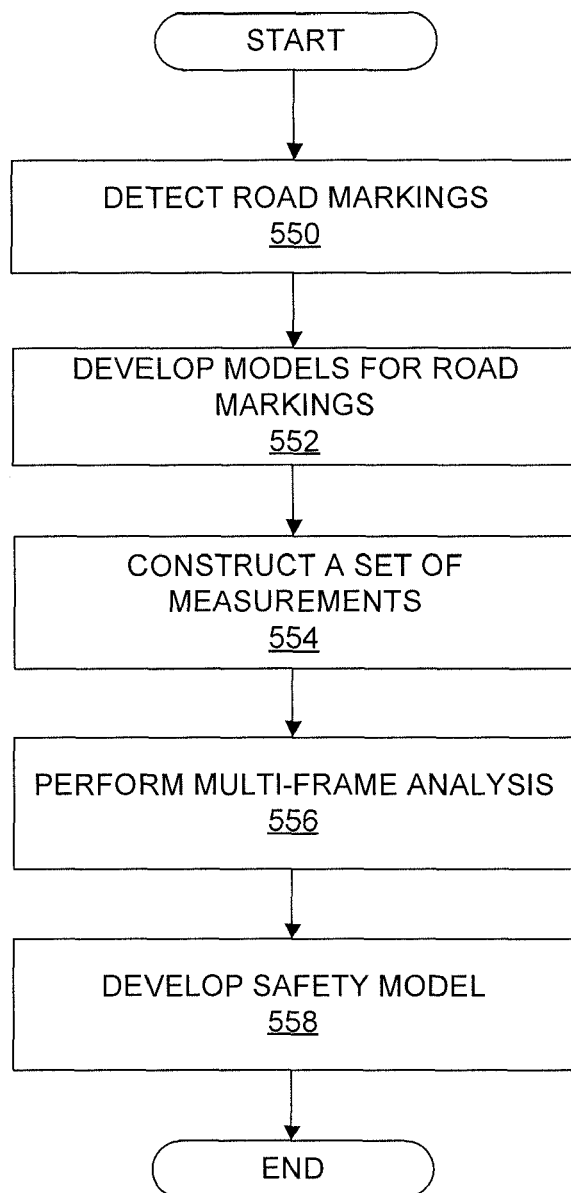 START
DETECT ROAD MARKINGS
550
DEVELOP MODELS FOR ROAD
MARKINGS
552
CONSTRUCT A SET OF
MEASUREMENTS
554
PERFORM MULTI-FRAME ANALYSIS
556
DEVELOP SAFETY MODEL
558
END